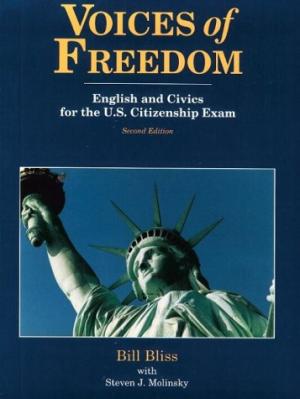 VOICES of
FREEDOM
English and Civics
for the U.S. Citizenship Exam
Second Edition
Bill Bliss
with
Steven J. Molinsky